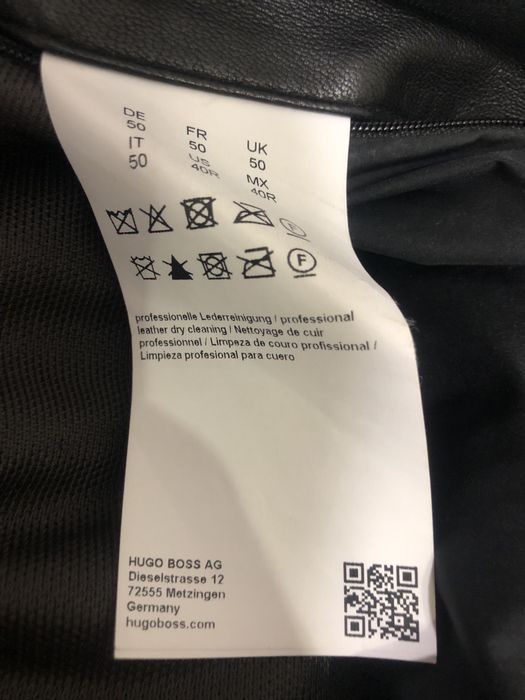 DE
50
IT
50
FR
50
US
40R
UK
50
MX
40R
F
professionelle Lederreinigung / professional
leather dry cleaning / Nettoyage de cuir
professionnel / Limpeza de couro profissional /
Limpieza profesional para cuero
HUGO BOSS AG
Dieselstrasse 12
72555 Metzingen
Germany
hugoboss.com